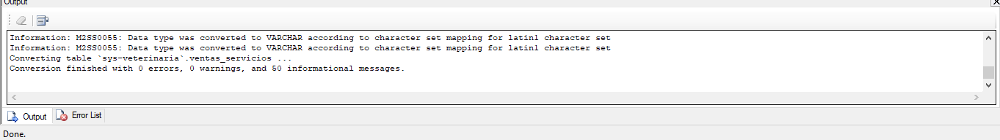 Output
Information: M2SS0055: Data type was converted to VARCHAR according to character set mapping for latin1 character set
Information: M2SS0055: Data type was converted to VARCHAR according to character set mapping for latin1 character set
Converting table `sys-veterinaria`.ventas_servicios ...
Conversion finished with 0 errors, 0 warnings, and 50 informational messages.
Output Error List
Done.